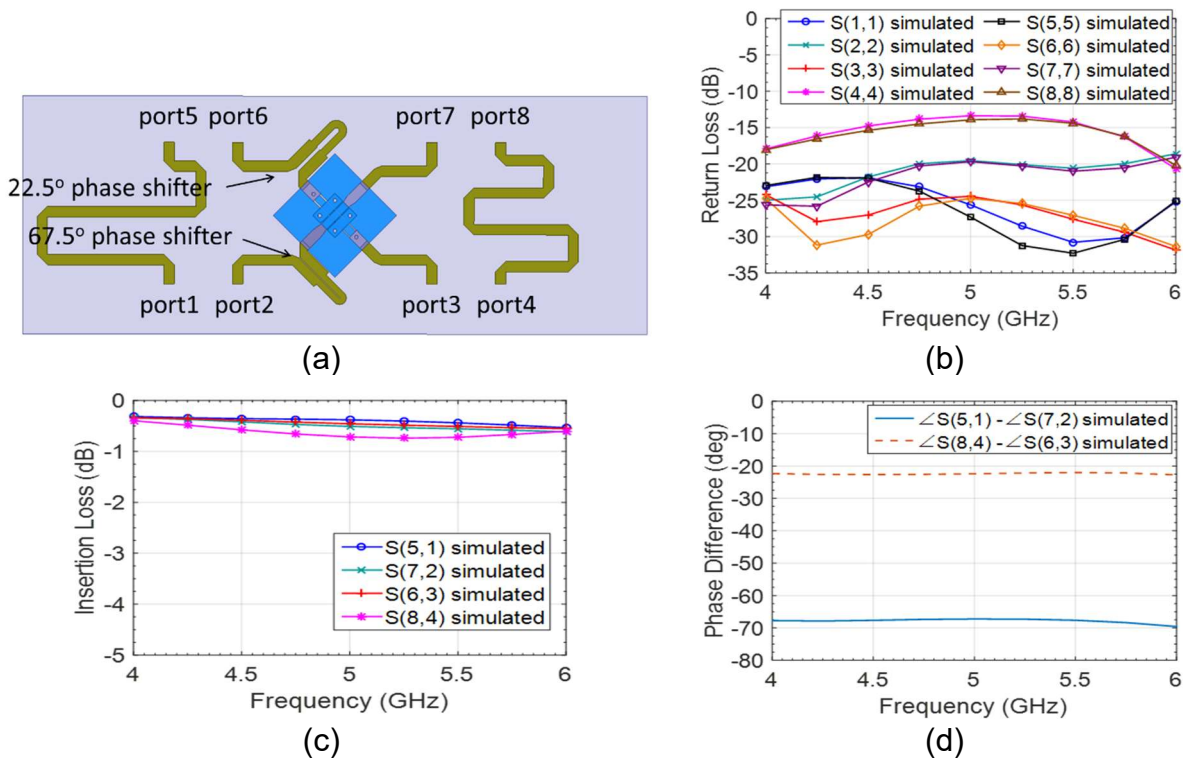 port5 port6 port7 port8
22.5o phase shifter
67.5o phase shifter
port1 port2 port3 port4
(a)
Return Loss (dB)
0
-5
-10
-15
-20
-25
-30
-35
S(1,1) simulated S(5,5) simulated
S(2,2) simulated S(6,6) simulated
S(3,3) simulated S(7,7) simulated
S(4,4) simulated S(8,8) simulated
4 4.5 5 5.5 6
Frequency (GHz)
(b)
Insertion Loss (dB)
0
-1
-2
-3
-4
-5
S(5,1) simulated
S(7,2) simulated
S(6,3) simulated
S(8,4) simulated
4 4.5 5 5.5 6
Frequency (GHz)
(c)
Phase Difference (deg)
0
-10
-20
-30
-40
-50
-60
-70
-80
∠S(5,1) -∠S(7,2) simulated
∠S(8,4) -∠S(6,3) simulated
4 4.5 5 5.5 6
Frequency (GHz)
(d)